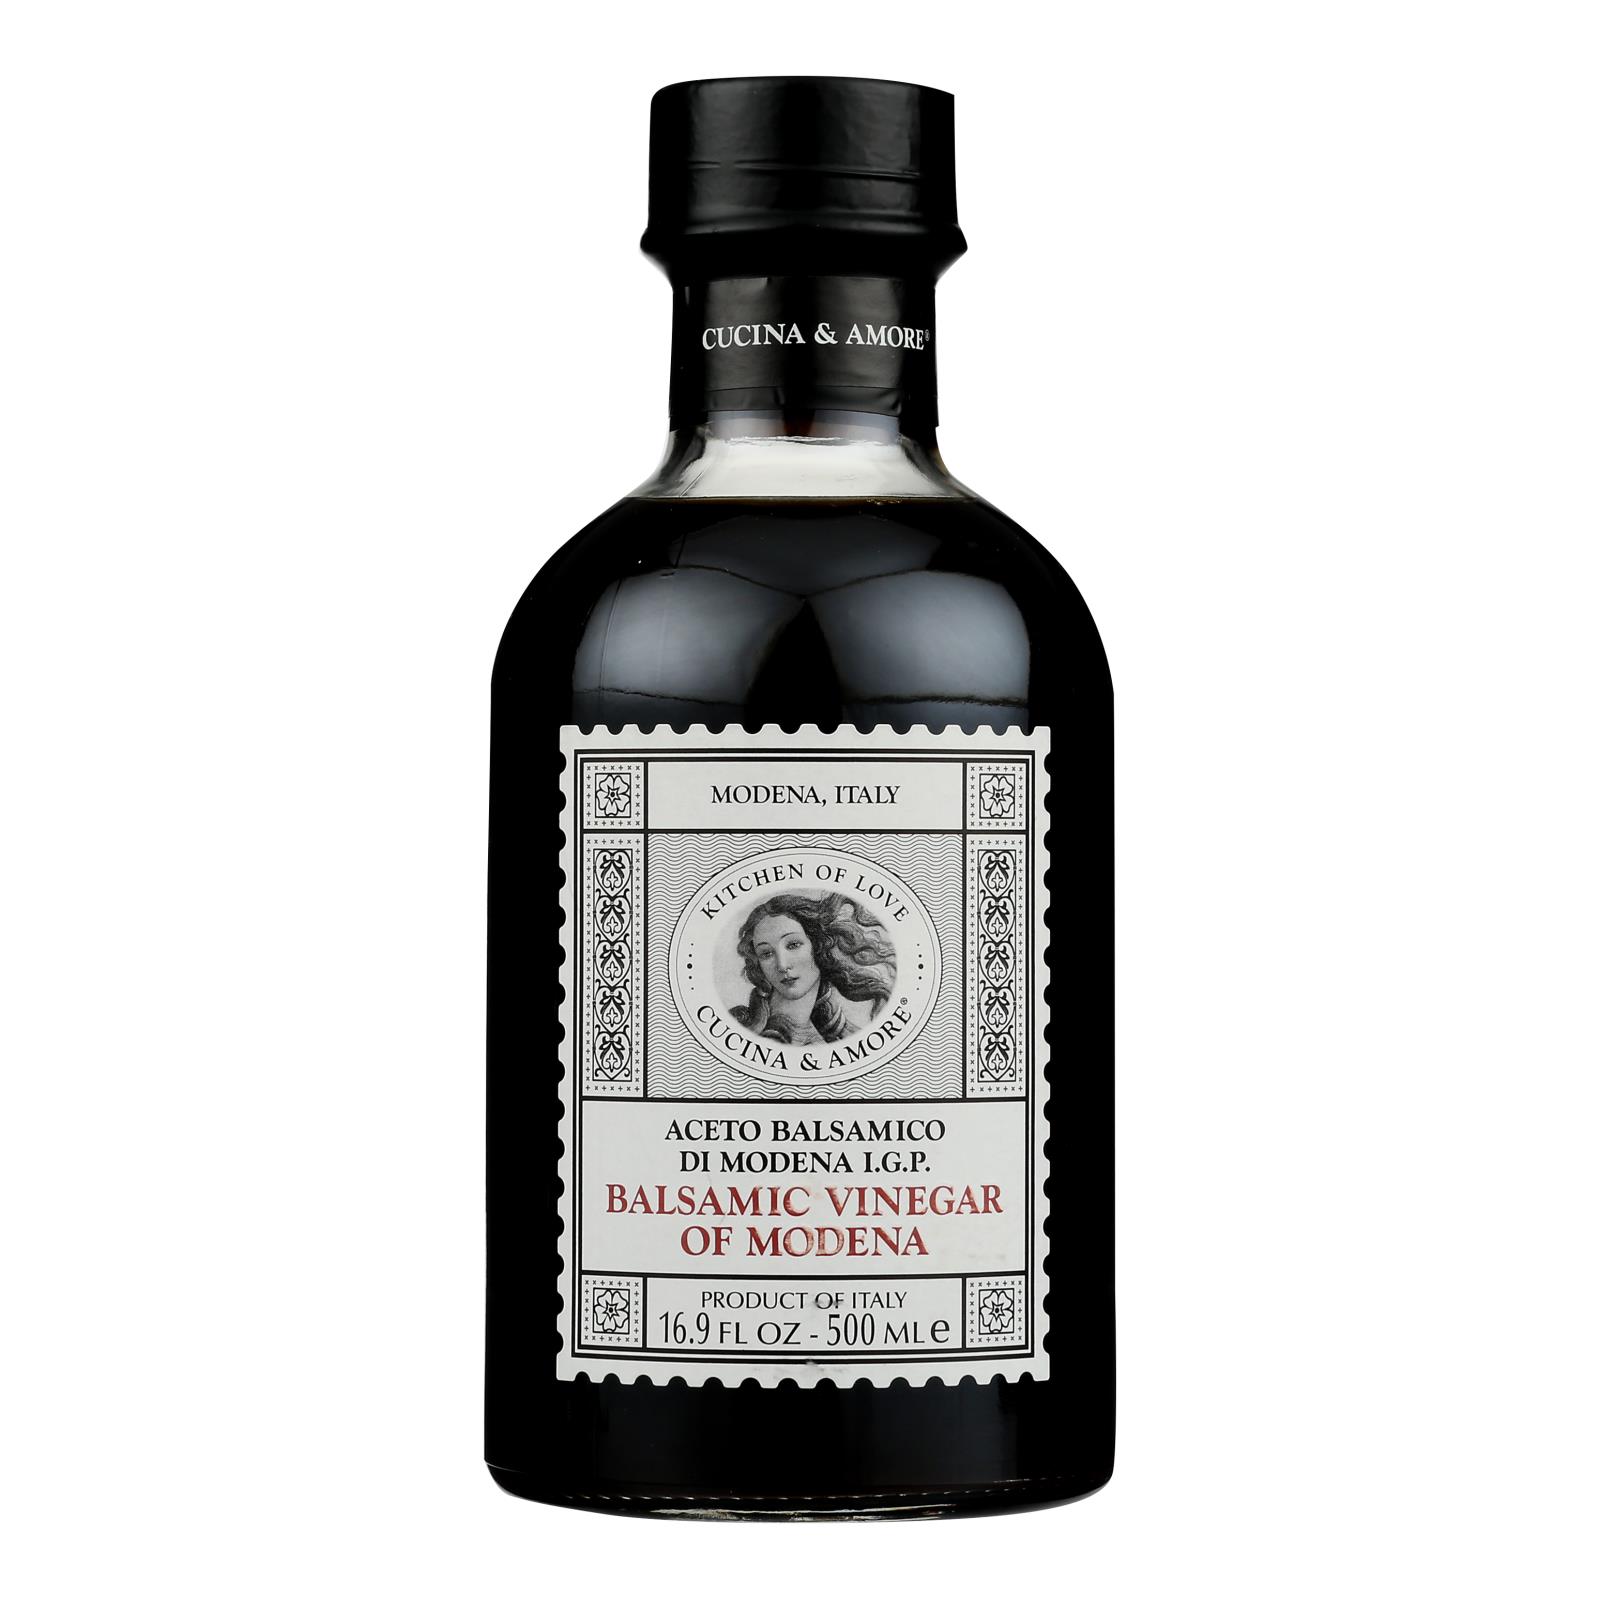 CUCINA & AMORE®
MODENA, ITALY
KITCHEN OF LOVE
CUCINA & AMORE®
ACETO BALSAMICO
DI MODENA I.G.P.
BALSAMIC VINEGAR
OF MODENA
PRODUCT OF ITALY
16.9 FL OZ - 500 ML e